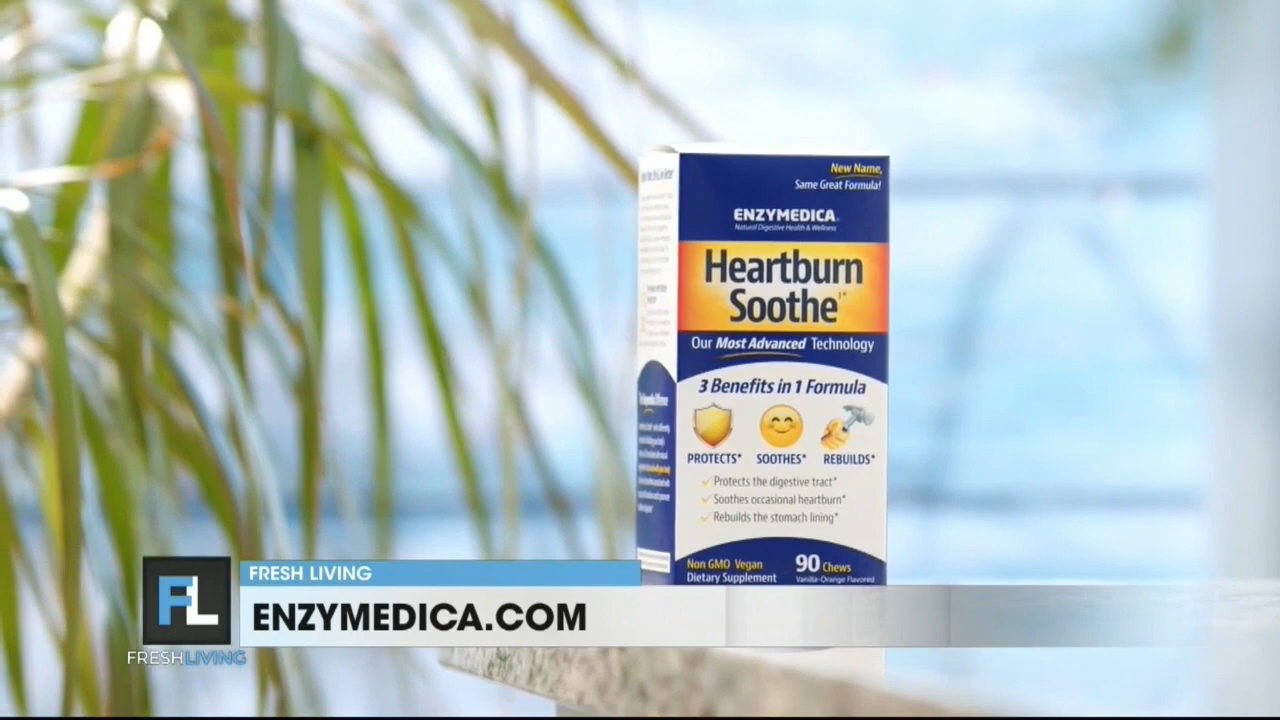 New Name,
Same Great Formula!
ENZYMEDICA
Natural Digestive Health & Wellness
Heartburn
Soothe†*
Our Most Advanced Technology
3 Benefits in 1 Formula
PROTECTS* SOOTHES* REBUILDS*
Protects the digestive tract*
Soothes occasional heartburn*
Rebuilds the stomach lining*
Non GMO Vegan
Dietary Supplement
90 Chews
Vanilla-Orange Flavored
FL
FRESH LIVING
ENZYMEDICA.COM
FRESHLIVING